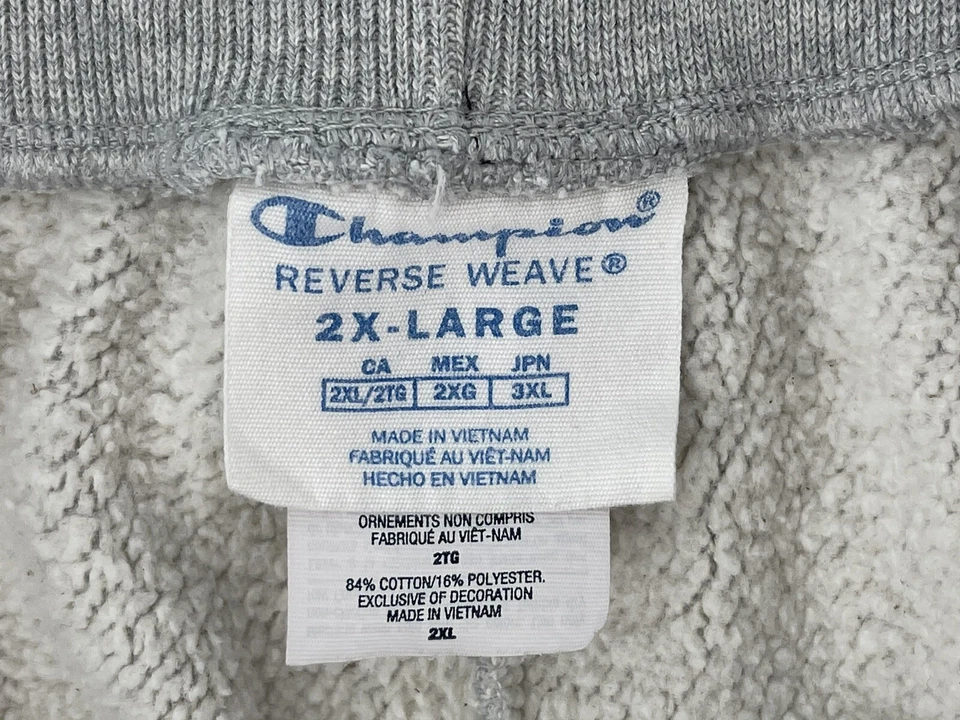 Champion®
REVERSE WEAVE®
2X-LARGE
CA MEX JPN
2XL/2TG 2XG 3XL
MADE IN VIETNAM
FABRIQUÉ AU VIÊT-NAM
HECHO EN VIETNAM
ORNEMENTS NON COMPRIS
FABRIQUÉ AU VIÊT-NAM
2TG
84% COTTON/16% POLYESTER.
EXCLUSIVE OF DECORATION
MADE IN VIETNAM
2XL